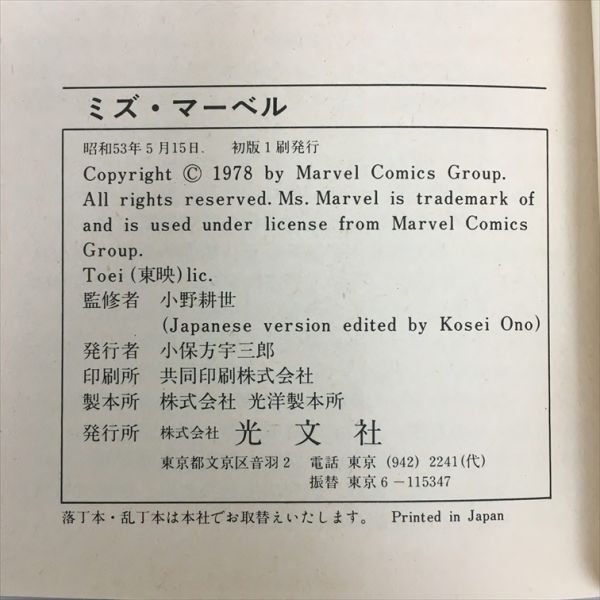 ミズ・マーベル
昭和53年5月15日. 初版1刷発行
Copyright © 1978 by Marvel Comics Group.
All rights reserved. Ms. Marvel is trademark of
and is used under license from Marvel Comics
Group.
Toei (東映) lic.
監修者 小野耕世
(Japanese version edited by Kosei Ono)
発行者 小保方宇三郎
印刷所 共同印刷株式会社
製本所 株式会社 光洋製本所
発行所 株式会社 光文社
東京都文京区音羽2 電話 東京 (942) 2241(代)
振替 東京6-115347
落丁本・乱丁本は本社でお取替えいたします。 Printed in Japan